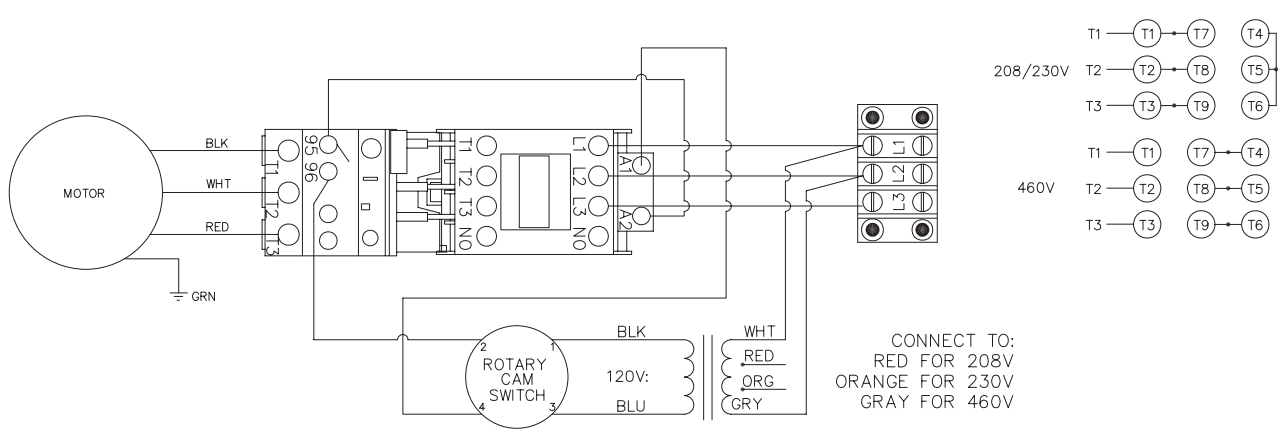 T1 T1 T7 T4
208/230V T2 T2 T8 T5
T3 T3 T9 T6
T1 T1 T7 T4
460V T2 T2 T8 T5
T3 T3 T9 T6
MOTOR
BLK
WHT
RED
GRN
T1
T2
T3
95
96
T1
T2
T3
NO
L1
L2
L3
NO
A1
A2
L1
L2
L3
2
1
ROTARY
CAM
SWITCH
4
3
BLK
120V:
BLU
WHT
RED
ORG
GRY
CONNECT TO:
RED FOR 208V
ORANGE FOR 230V
GRAY FOR 460V